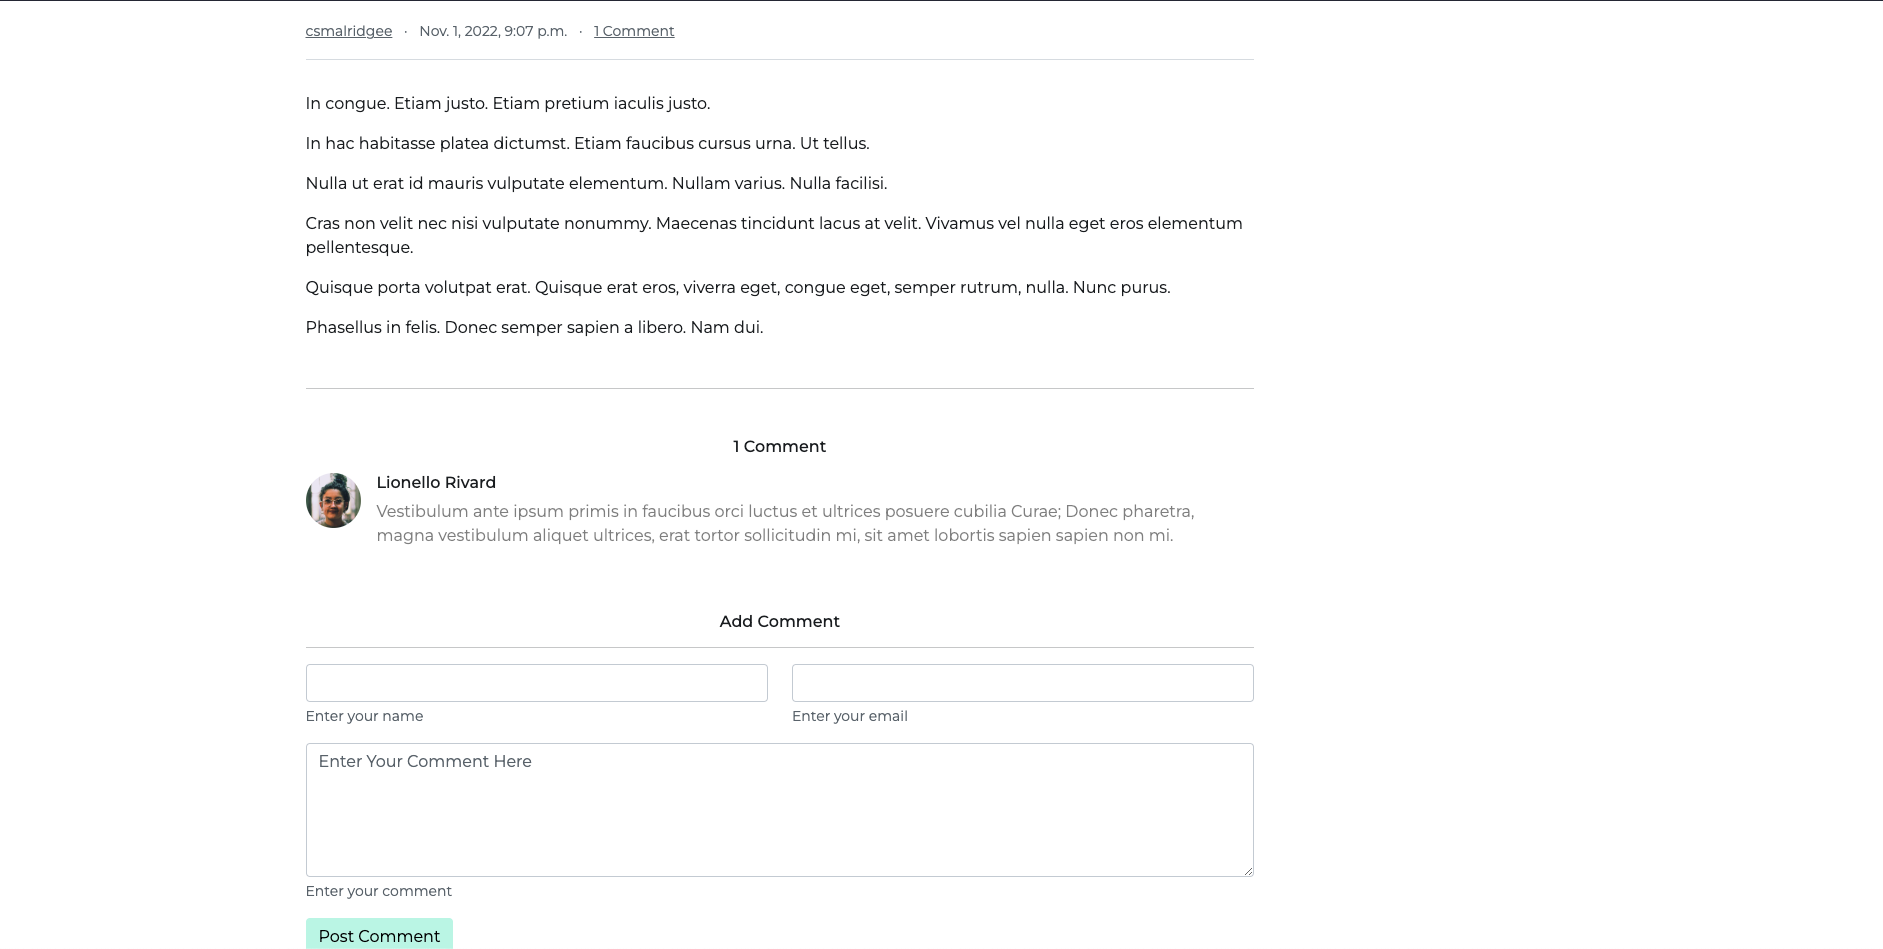 csmalridgee · Nov. 1, 2022, 9:07 p.m. · 1 Comment
In congue. Etiam justo. Etiam pretium iaculis justo.
In hac habitasse platea dictumst. Etiam faucibus cursus urna. Ut tellus.
Nulla ut erat id mauris vulputate elementum. Nullam varius. Nulla facilisi.
Cras non velit nec nisi vulputate nonummy. Maecenas tincidunt lacus at velit. Vivamus vel nulla eget eros elementum
pellentesque.
Quisque porta volutpat erat. Quisque erat eros, viverra eget, congue eget, semper rutrum, nulla. Nunc purus.
Phasellus in felis. Donec semper sapien a libero. Nam dui.
1 Comment
Lionello Rivard
Vestibulum ante ipsum primis in faucibus orci luctus et ultrices posuere cubilia Curae; Donec pharetra,
magna vestibulum aliquet ultrices, erat tortor sollicitudin mi, sit amet lobortis sapien sapien non mi.
Add Comment
Enter your name
Enter your email
Enter Your Comment Here
Enter your comment
Post Comment